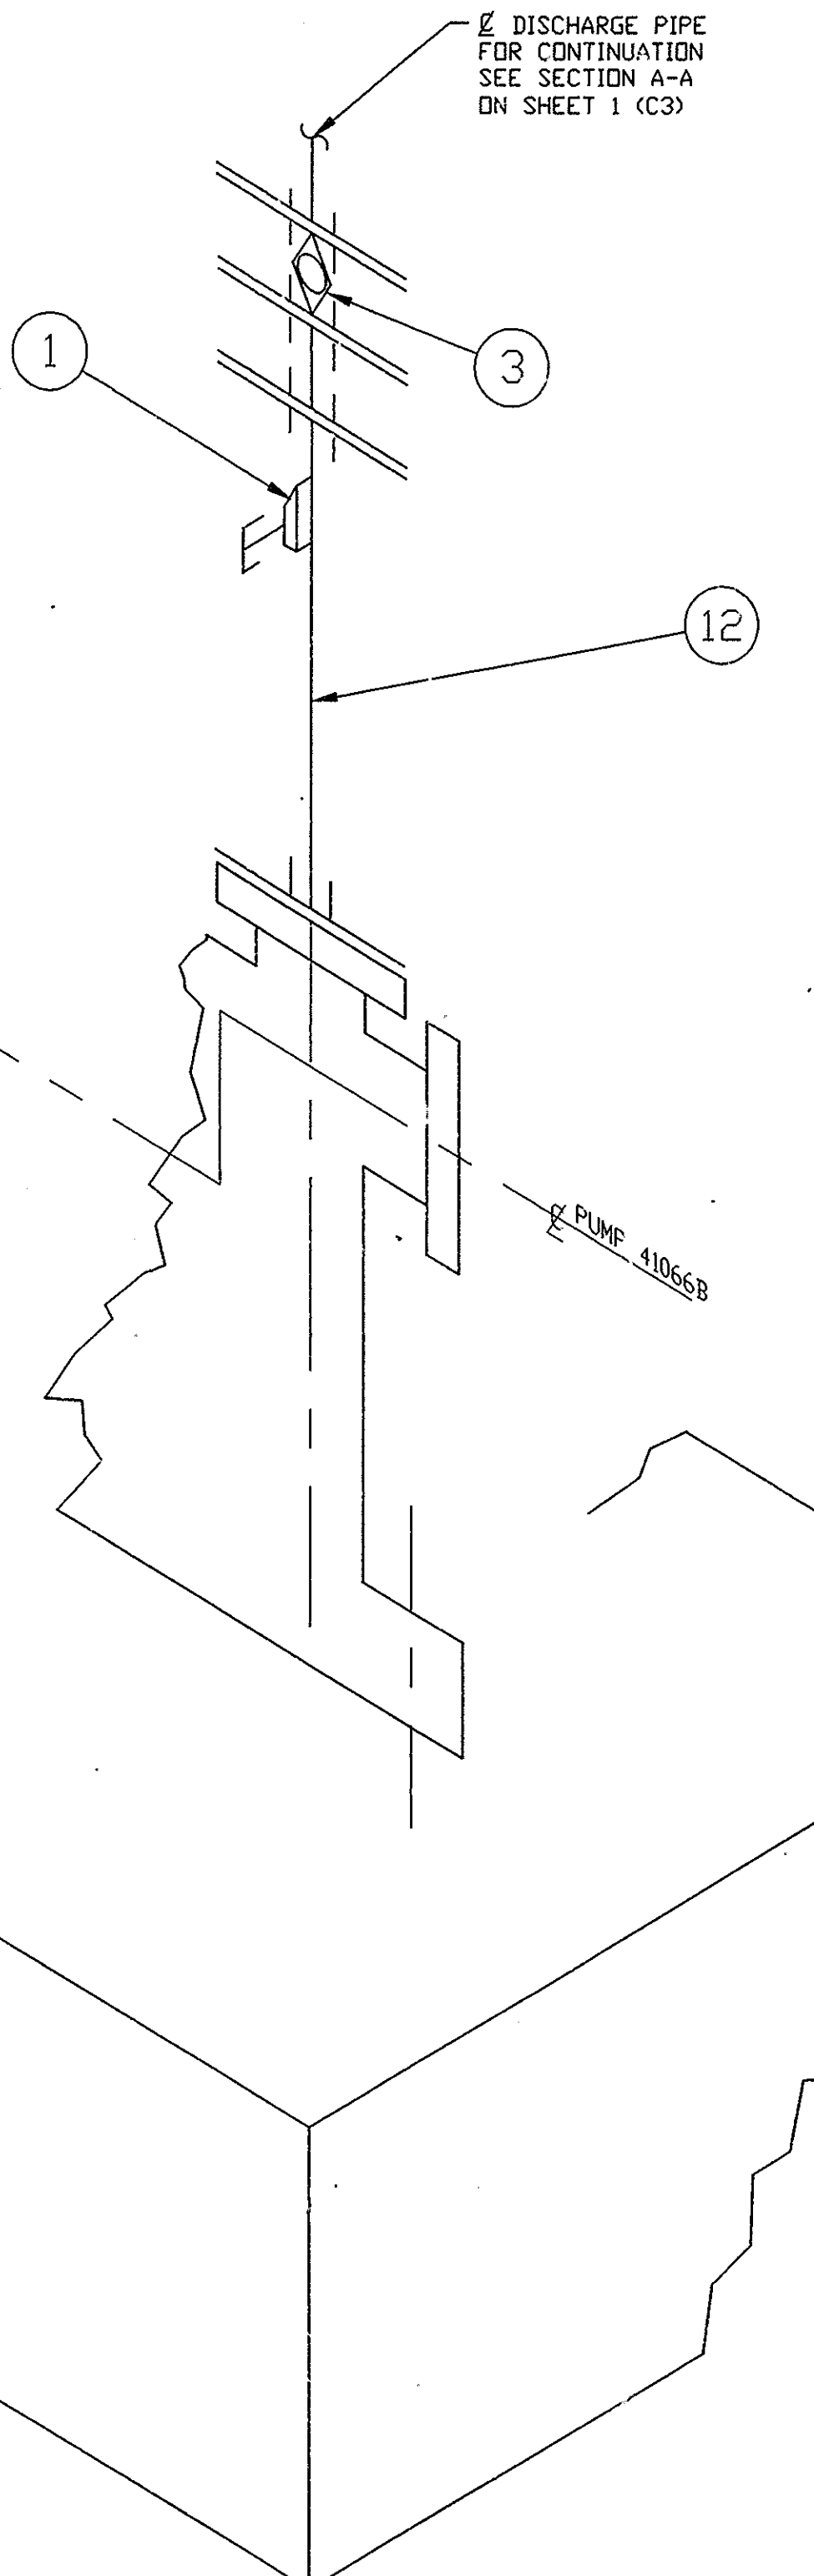 ℄ DISCHARGE PIPE
FOR CONTINUATION
SEE SECTION A-A
ON SHEET 1 (C3)
1
3
12
℄ PUMP 41066B